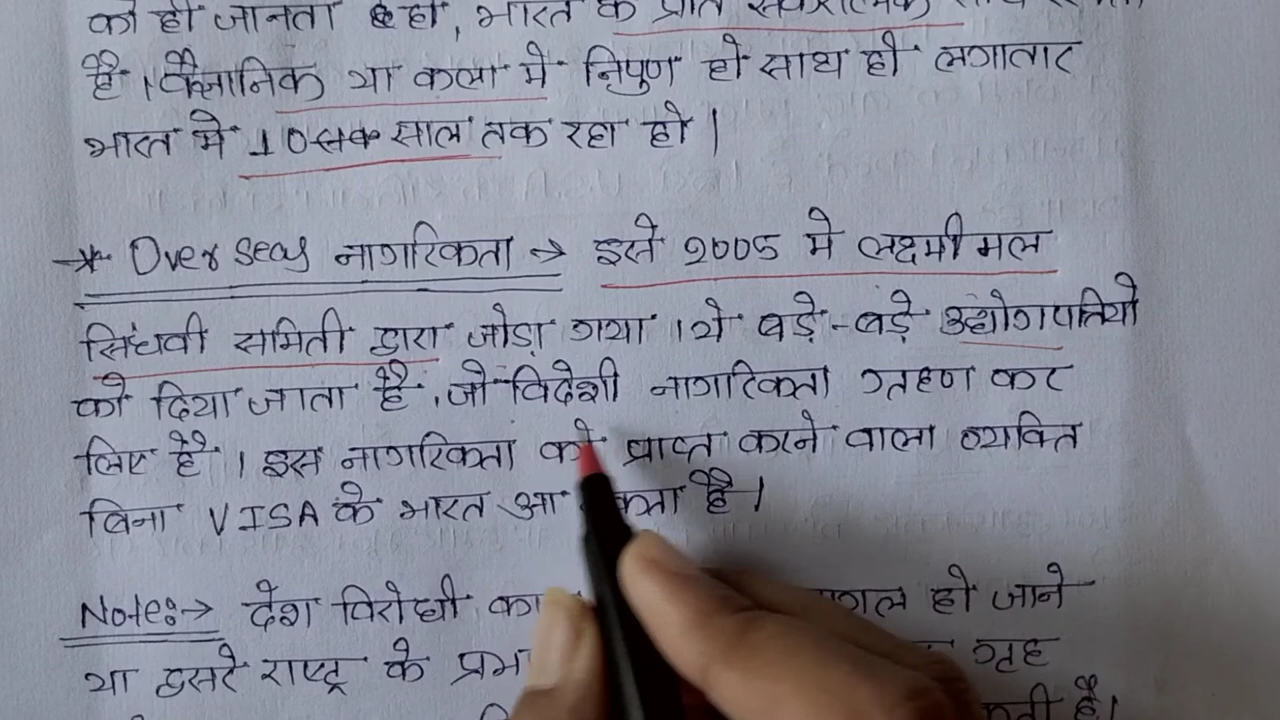 को ही जानता हो, भारत के प्रति
है । वैज्ञानिक या कला मे निपुण हो साथ ही लगातार
भारत मे 10 साल तक रहा हो |
* Over seas नागरिकता → इसे 2005 मे लक्ष्मी मल
सिंघवी समिती द्वारा जोड़ा गया । ये बड़े-बड़े उद्योगपतियो
को दिया जाता है , जो विदेशी नागरिकता ग्रहण कर
लिए है । इस नागरिकता को प्राप्त करने वाला व्यक्ति
बिना VISA के भारत आ सकता है ।
Note:→ देश विरोधी हो जाने
या दूसरे राष्ट्र के गृह
है।